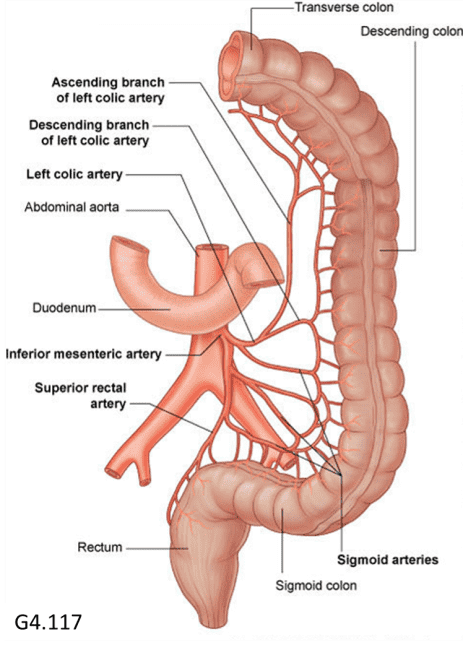 Transverse colon
Descending colon
Ascending branch
of left colic artery
Descending branch
of left colic artery
Left colic artery
Abdominal aorta
Duodenum
Inferior mesenteric artery
Superior rectal
artery
Rectum
Sigmoid arteries
Sigmoid colon
G4.117